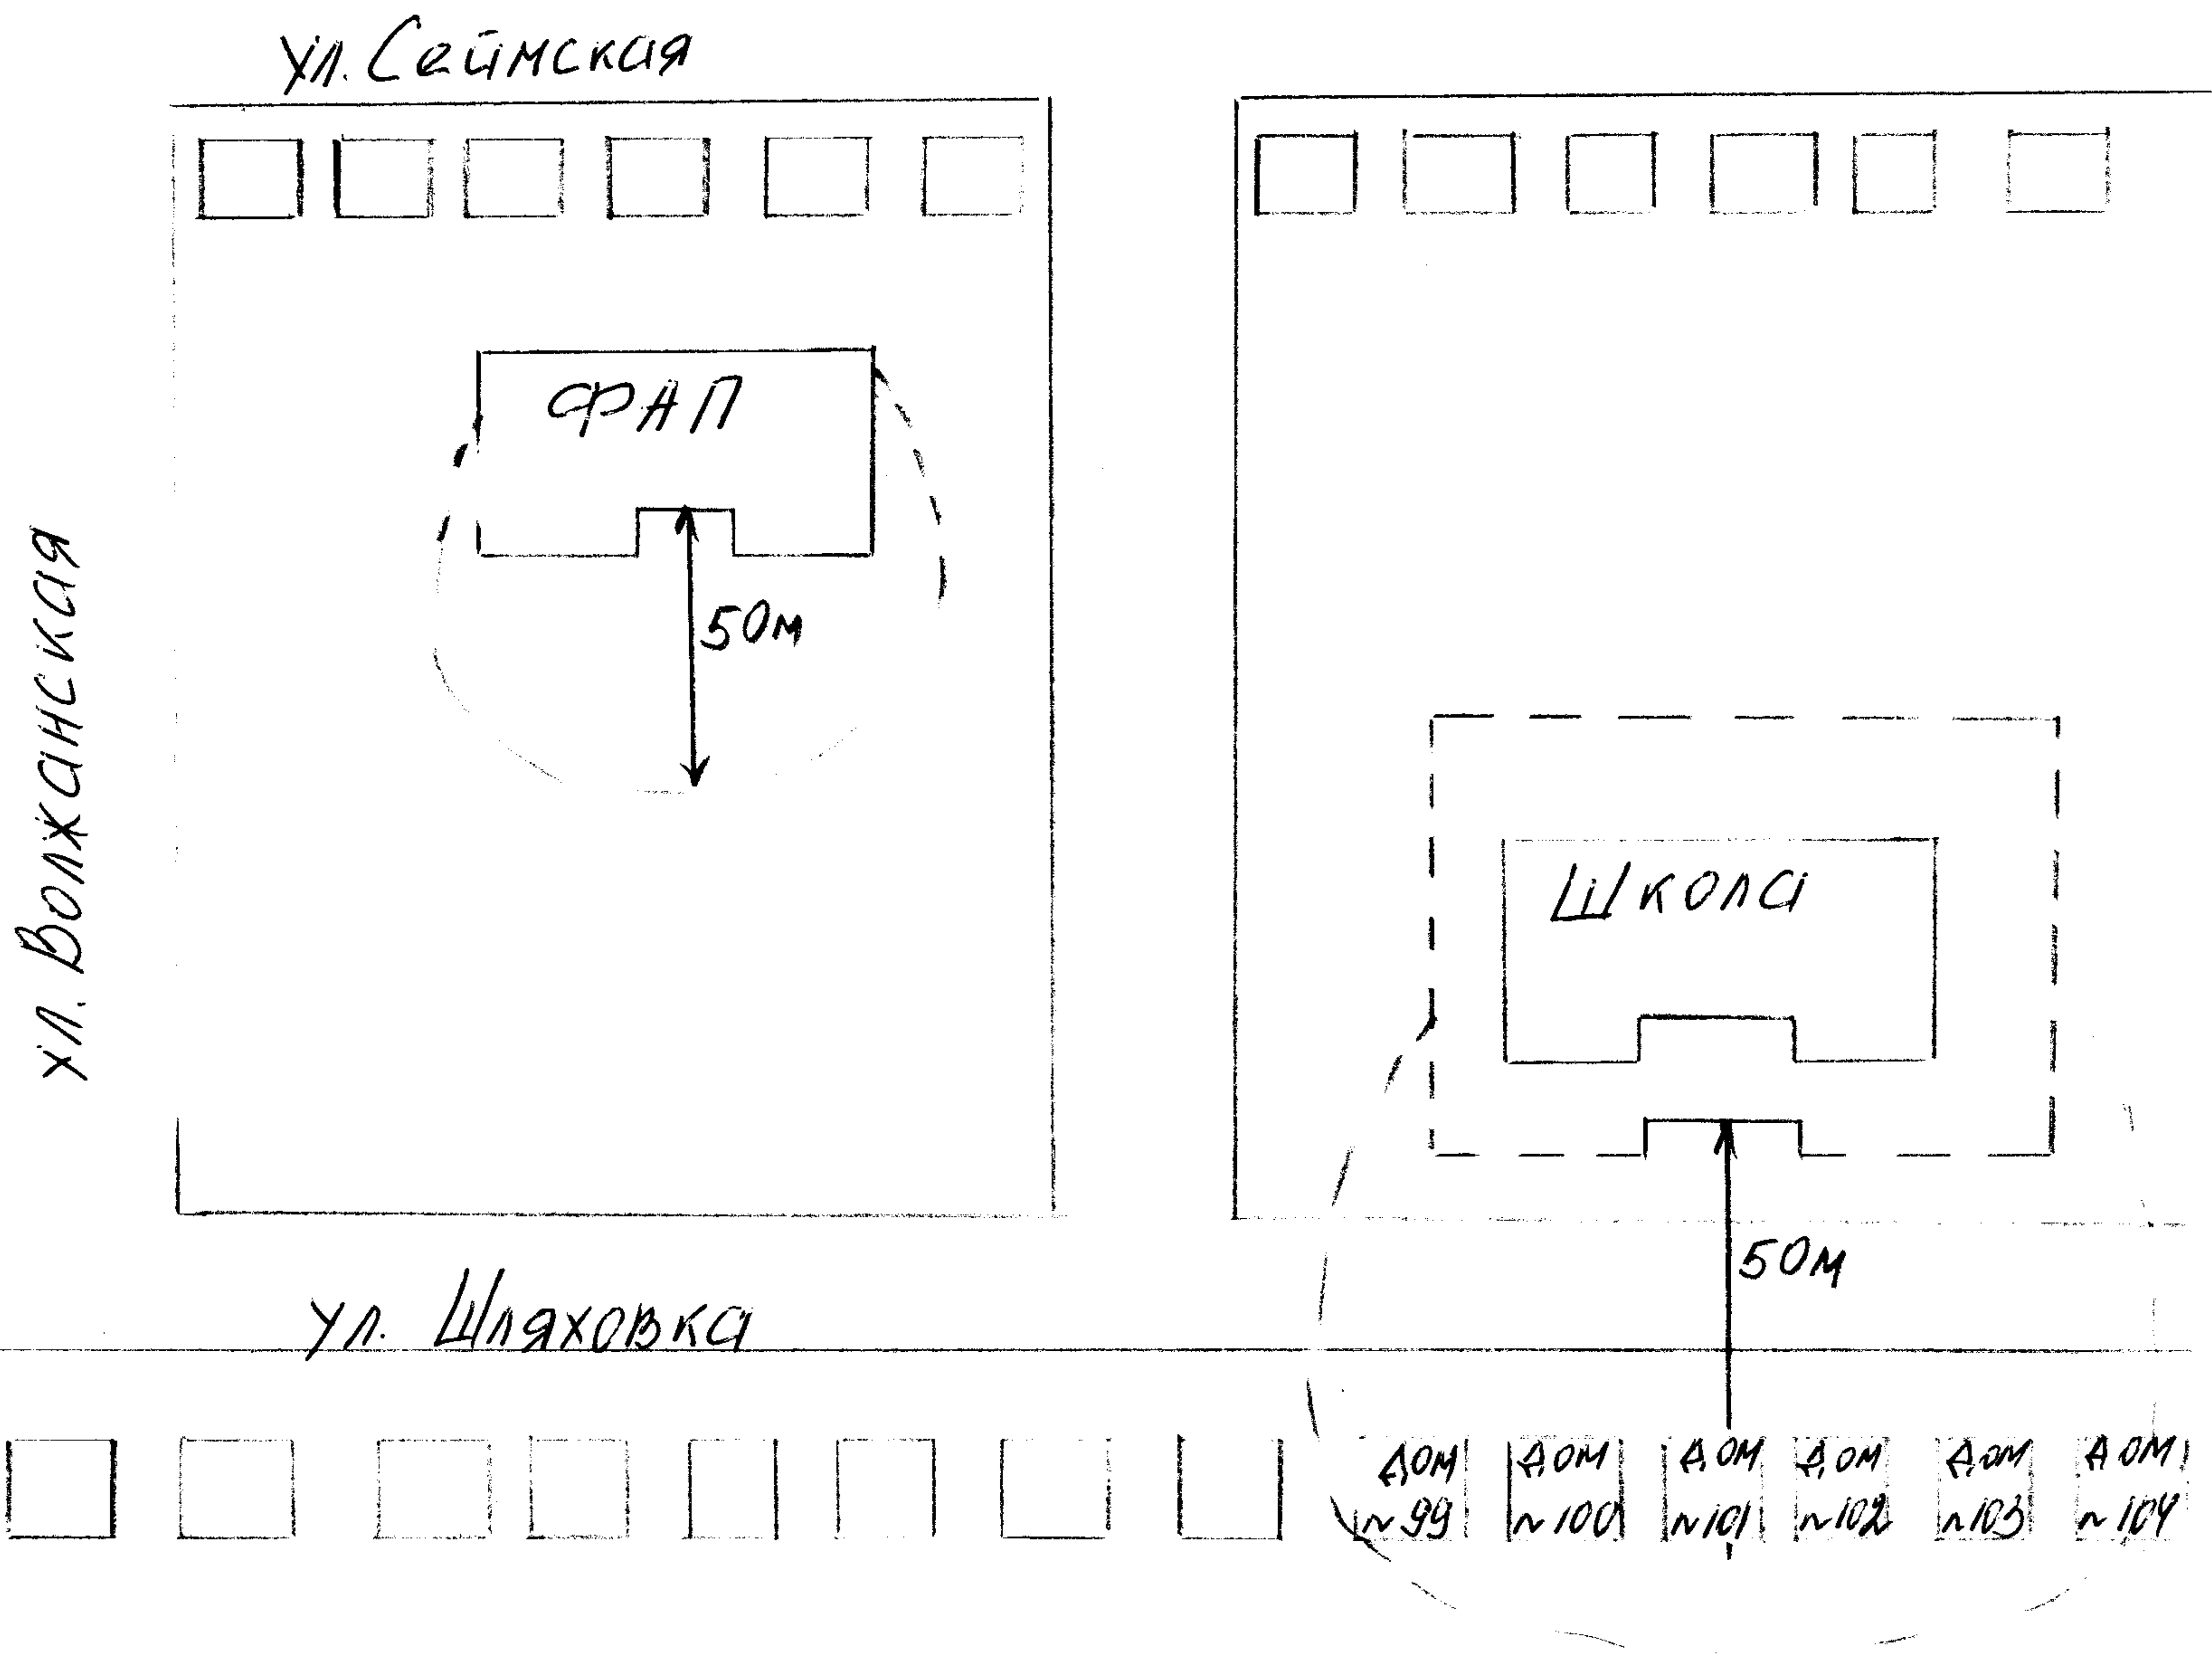 ул. Сеймская
ФАП
50м
ул. Волжанская
Школа
50м
ул. Шляховка
дом
№99
дом
№100
дом
№101
дом
№102
дом
№103
дом
№104